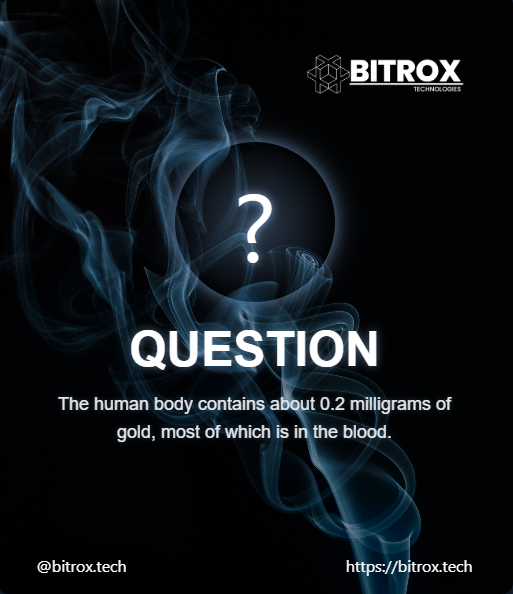 BITROX
TECHNOLOGIES
?
QUESTION
The human body contains about 0.2 milligrams of
gold, most of which is in the blood.
@bitrox.tech
https://bitrox.tech